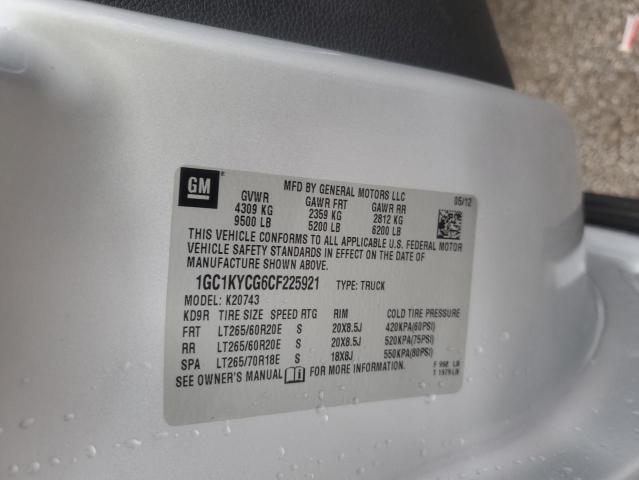 GM
MFD BY GENERAL MOTORS LLC
05/12
GVWR GAWR FRT GAWR RR
4309 KG 2359 KG 2812 KG
9500 LB 5200 LB 6200 LB
THIS VEHICLE CONFORMS TO ALL APPLICABLE U.S. FEDERAL MOTOR
VEHICLE SAFETY STANDARDS IN EFFECT ON THE DATE OF
MANUFACTURE SHOWN ABOVE.
1GC1KYCG6CF225921 TYPE: TRUCK
MODEL: K20743
KD9R TIRE SIZE SPEED RTG RIM COLD TIRE PRESSURE
FRT LT265/60R20E S 20X8.5J 420KPA(60PSI)
RR LT265/60R20E S 20X8.5J 520KPA(75PSI)
SPA LT265/70R18E S 18X8J 550KPA(80PSI)
SEE OWNER'S MANUAL FOR MORE INFORMATION.
F 998 LB
T 1929 LB